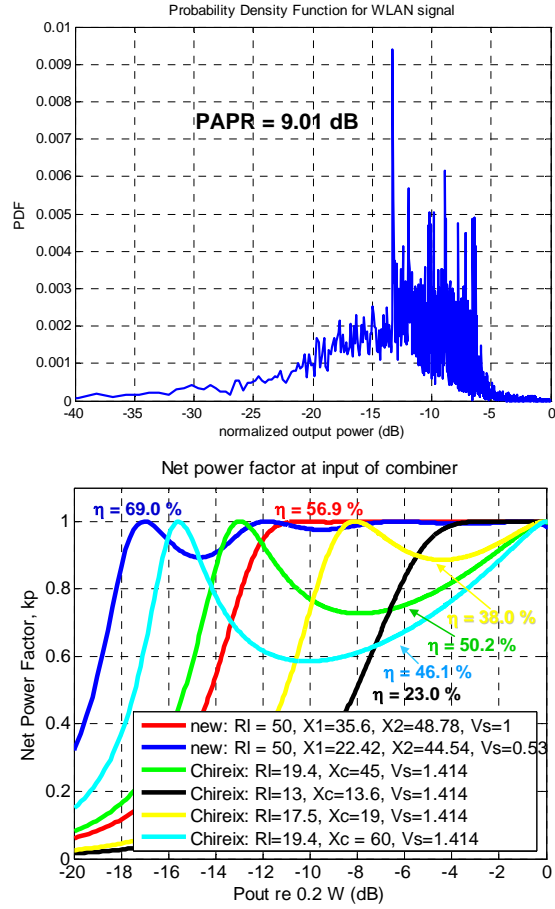 Probability Density Function for WLAN signal
0.01
0.009
0.008
0.007
0.006
0.005
0.004
0.003
0.002
0.001
0
PDF
PAPR = 9.01 dB
-40 -35 -30 -25 -20 -15 -10 -5 0
normalized output power (dB)
Net power factor at input of combiner
η = 69.0 %
η = 56.9 %
1
0.8
0.6
0.4
0.2
0
Net Power Factor, kp
η = 38.0 %
η = 50.2 %
η = 46.1 %
η = 23.0 %
new: Rl = 50, X1=35.6, X2=48.78, Vs=1
new: Rl = 50, X1=22.42, X2=44.54, Vs=0.53
Chireix: Rl=19.4, Xc=45, Vs=1.414
Chireix: Rl=13, Xc=13.6, Vs=1.414
Chireix: Rl=17.5, Xc=19, Vs=1.414
Chireix: Rl=19.4, Xc = 60, Vs=1.414
-20 -18 -16 -14 -12 -10 -8 -6 -4 -2 0
Pout re 0.2 W (dB)